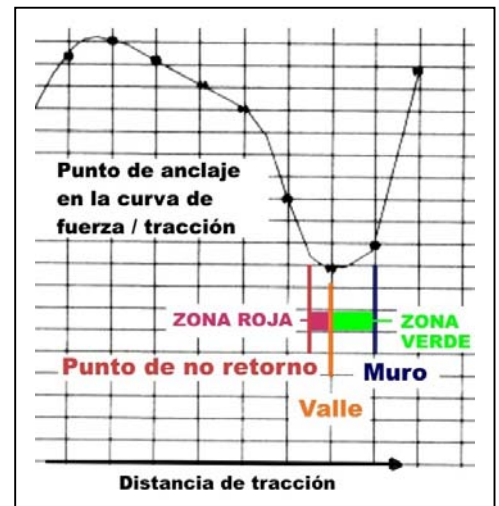 Punto de anclaje
en la curva de
fuerza / tracción
ZONA ROJA
ZONA
VERDE
Punto de no retorno
Muro
Valle
Distancia de tracción